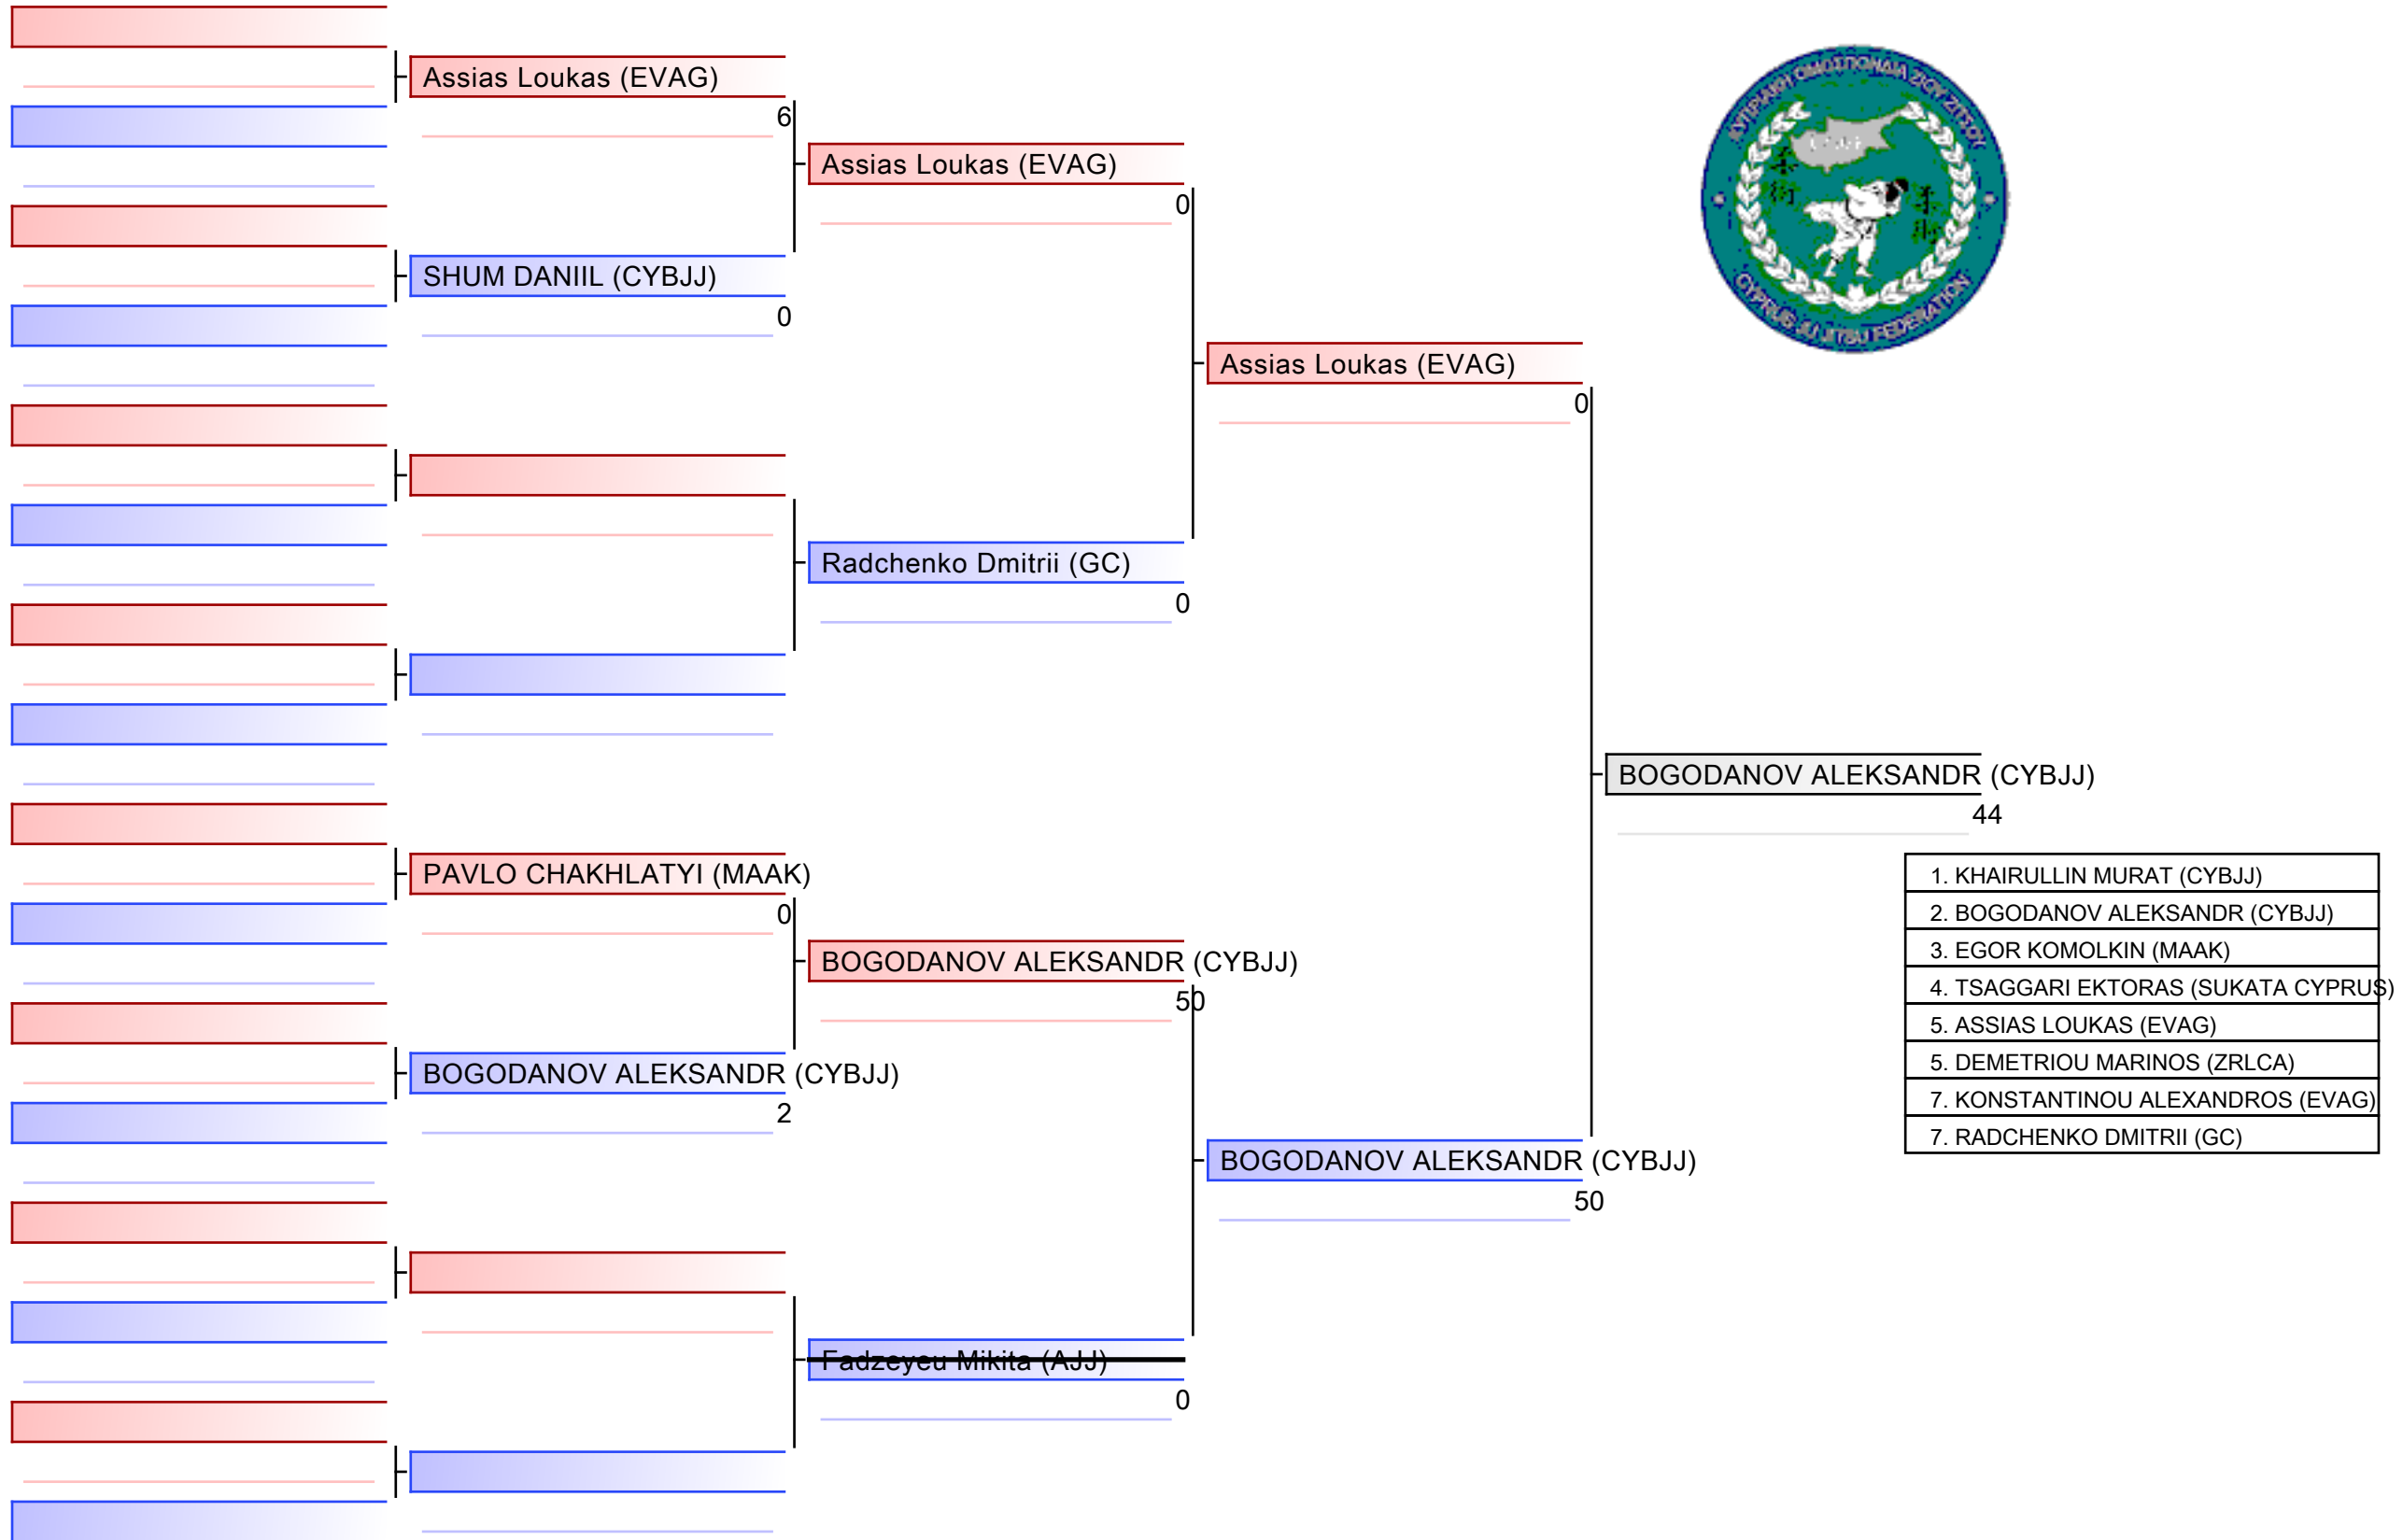 Assias Loukas (EVAG)
6
SHUM DANIIL (CYBJJ)
0
PAVLO CHAKHLATYI (MAAK)
0
BOGODANOV ALEKSANDR (CYBJJ)
2
Assias Loukas (EVAG)
0
Radchenko Dmitrii (GC)
0
BOGODANOV ALEKSANDR (CYBJJ)
50
Fadzeyeu Mikita (AJJ)
0
Assias Loukas (EVAG)
0
BOGODANOV ALEKSANDR (CYBJJ)
50
BOGODANOV ALEKSANDR (CYBJJ)
44
CYPRUS JU JITSU FEDERATION
1. KHAIRULLIN MURAT (CYBJJ)
2. BOGODANOV ALEKSANDR (CYBJJ)
3. EGOR KOMOLKIN (MAAK)
4. TSAGGARI EKTORAS (SUKATA CYPRUS)
5. ASSIAS LOUKAS (EVAG)
5. DEMETRIOU MARINOS (ZRLCA)
7. KONSTANTINOU ALEXANDROS (EVAG)
7. RADCHENKO DMITRII (GC)